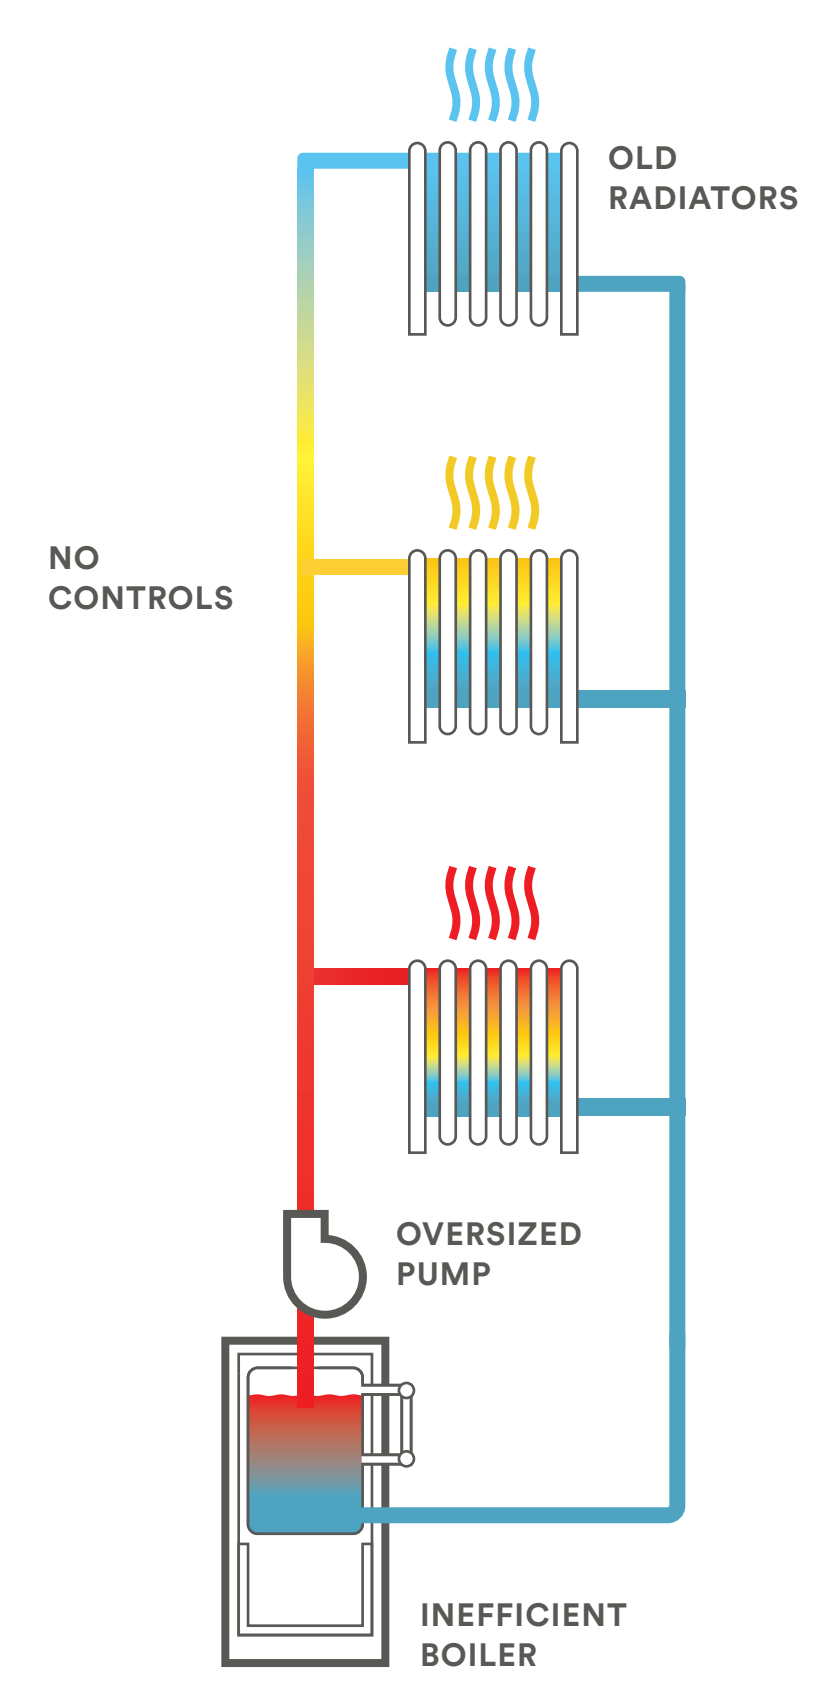 OLD
RADIATORS
NO
CONTROLS
OVERSIZED
PUMP
INEFFICIENT
BOILER